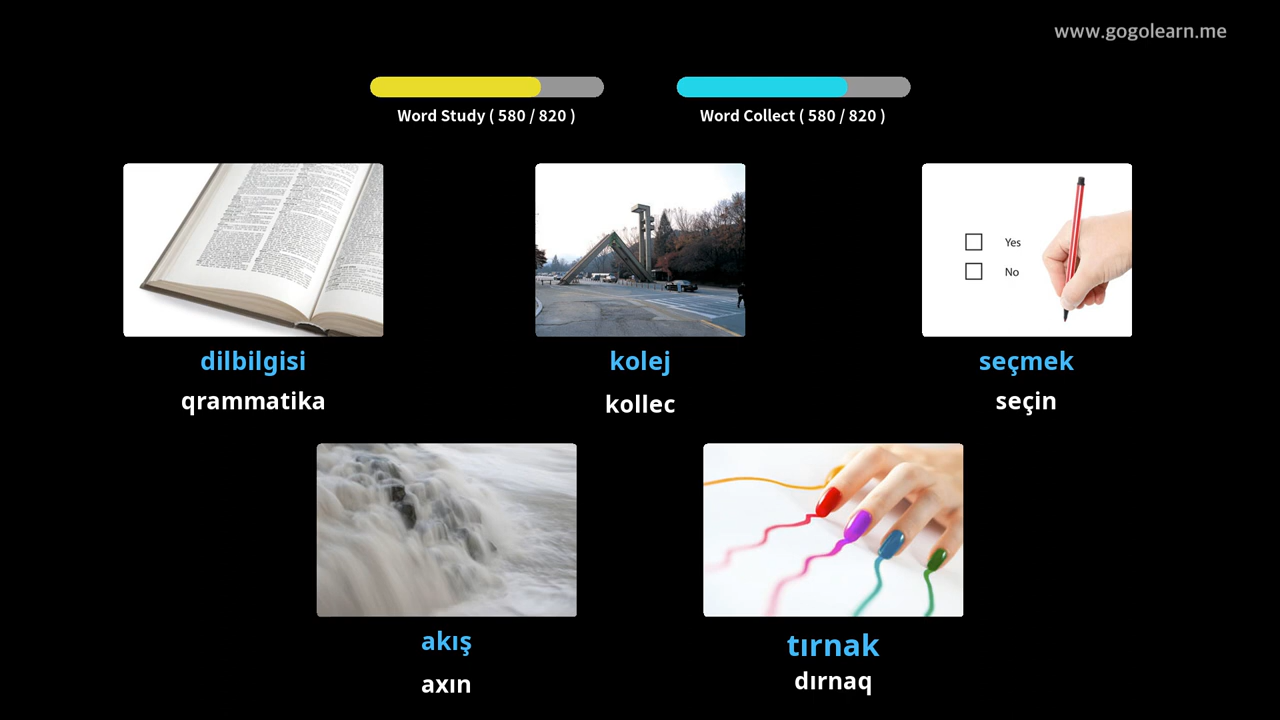 www.gogolearn.me
Word Study ( 580 / 820 )
Word Collect ( 580 / 820 )
Yes
No
dilbilgisi
kolej
seçmek
qrammatika
kollec
seçin
akış
tırnak
axın
dırnaq